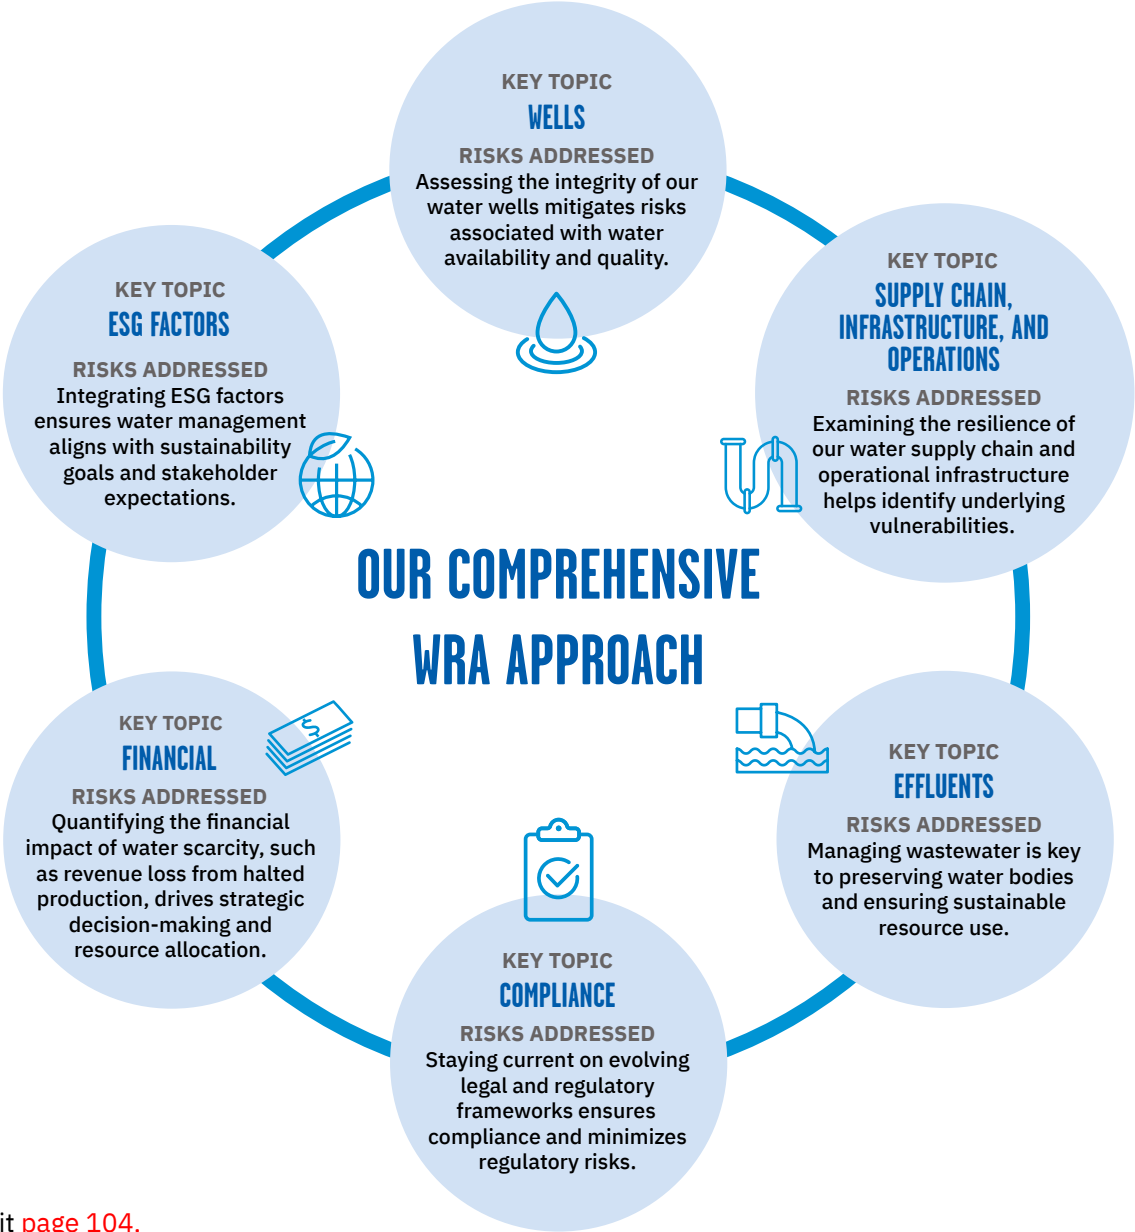 KEY TOPIC
WELLS
RISKS ADDRESSED
Assessing the integrity of our
water wells mitigates risks
associated with water
availability and quality.
KEY TOPIC
SUPPLY CHAIN,
INFRASTRUCTURE, AND
OPERATIONS
RISKS ADDRESSED
Examining the resilience of
our water supply chain and
operational infrastructure
helps identify underlying
vulnerabilities.
KEY TOPIC
EFFLUENTS
RISKS ADDRESSED
Managing wastewater is key
to preserving water bodies
and ensuring sustainable
resource use.
KEY TOPIC
COMPLIANCE
RISKS ADDRESSED
Staying current on evolving
legal and regulatory
frameworks ensures
compliance and minimizes
regulatory risks.
KEY TOPIC
FINANCIAL
RISKS ADDRESSED
Quantifying the financial
impact of water scarcity, such
as revenue loss from halted
production, drives strategic
decision-making and
resource allocation.
KEY TOPIC
ESG FACTORS
RISKS ADDRESSED
Integrating ESG factors
ensures water management
aligns with sustainability
goals and stakeholder
expectations.
OUR COMPREHENSIVE
WRA APPROACH
$
it page 104.